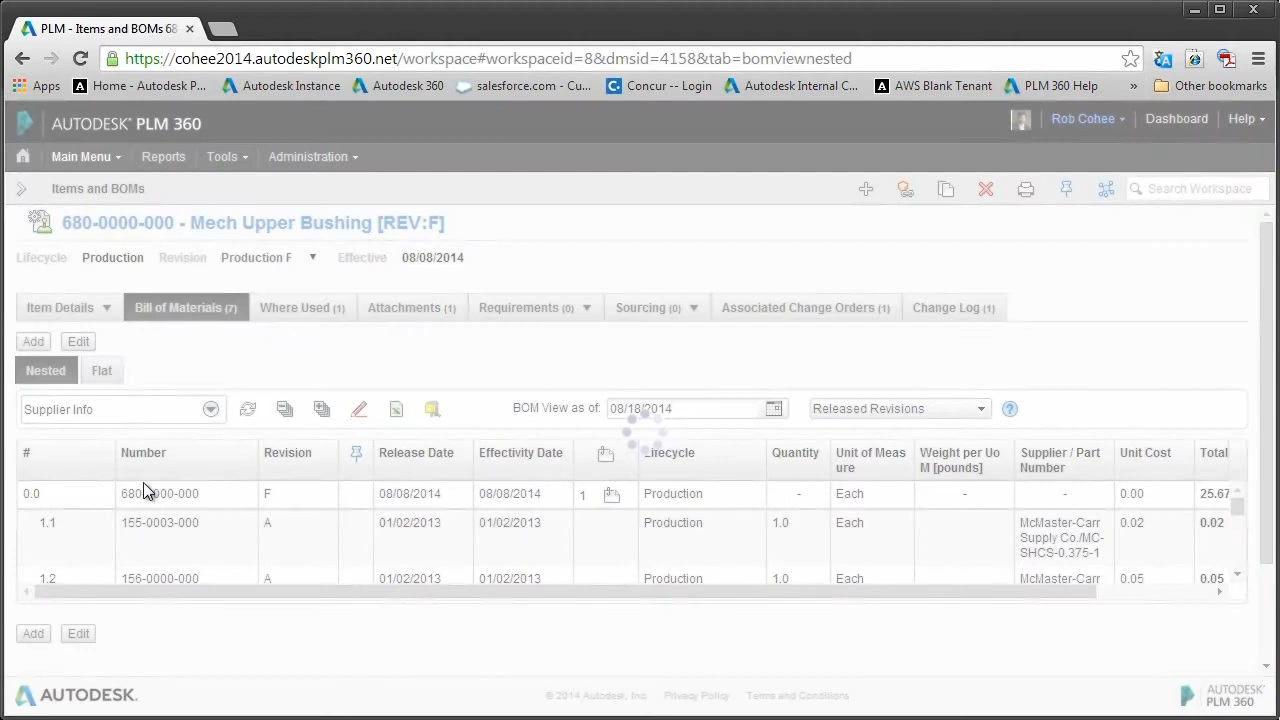 PLM - Items and BOMs 68
https://cohee2014.autodeskplm360.net/workspace#workspaceid=8&dmsid=4158&tab=bomviewnested
Apps Home - Autodesk P... Autodesk Instance Autodesk 360 salesforce.com - Cu... Concur -- Login Autodesk Internal C... AWS Blank Tenant PLM 360 Help » Other bookmarks
AUTODESK® PLM 360 Rob Cohee Dashboard Help
Main Menu Reports Tools Administration
Items and BOMs Search Workspace
680-0000-000 - Mech Upper Bushing [REV:F]
Lifecycle Production Revision Production F Effective 08/08/2014
Item Details Bill of Materials (7) Where Used (1) Attachments (1) Requirements (0) Sourcing (0) Associated Change Orders (1) Change Log (1)
Add Edit
Nested Flat
Supplier Info BOM View as of: 08/18/2014 Released Revisions ?
# Number Revision Release Date Effectivity Date Lifecycle Quantity Unit of Meas
ure Weight per Uo
M [pounds] Supplier / Part
Number Unit Cost Total
0.0 680-0000-000 F 08/08/2014 08/08/2014 1 Production - Each - - 0.00 25.67
1.1 155-0003-000 A 01/02/2013 01/02/2013 Production 1.0 Each McMaster-Carr
Supply Co./MC-
SHCS-0.375-1 0.02 0.02
1.2 156-0000-000 A 01/02/2013 01/02/2013 Production 1.0 Each McMaster-Carr 0.05 0.05
Add Edit
AUTODESK. © 2014 Autodesk, Inc. Privacy Policy Terms and Conditions AUTODESK®
PLM 360